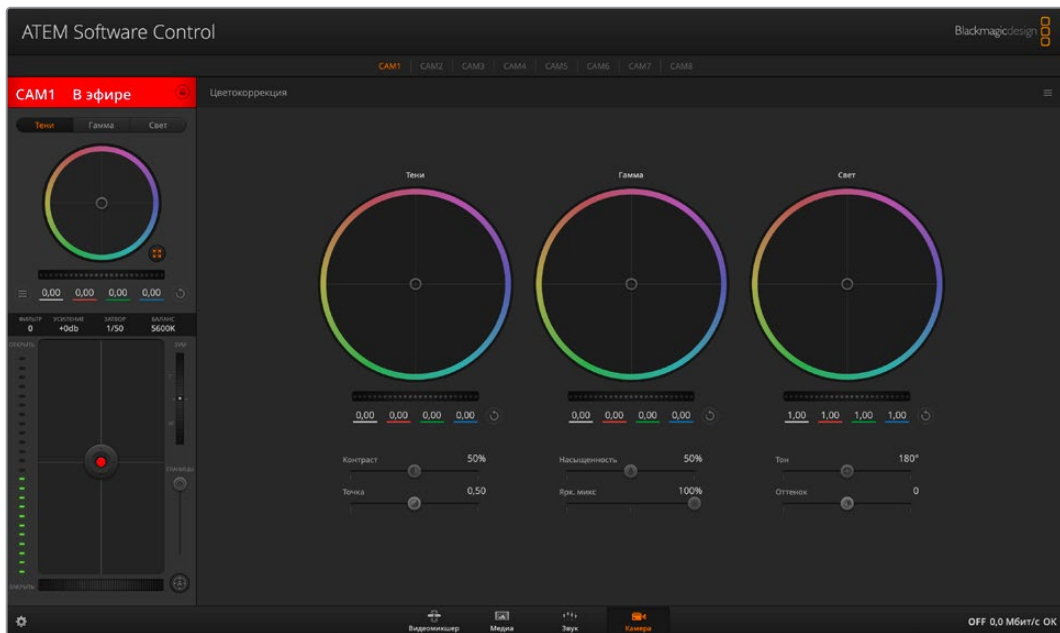 ATEM Software Control
Blackmagicdesign
CAM1 CAM2 CAM3 CAM4 CAM5 CAM6 CAM7 CAM8
CAM1 В эфире
Цветокоррекция
Тени Гамма Свет
0,00 0,00 0,00 0,00
ФИЛЬТР УСИЛЕНИЕ ЗАТВОР БАЛАНС
0 +0db 1/50 5600K
ОТКРЫТЬ
ЗУМ
ГРАНИЦЫ
ЗАКРЫТЬ
Тени Гамма Свет
0,00 0,00 0,00 0,00 0,00 0,00 0,00 0,00 1,00 1,00 1,00 1,00
Контраст 50% Насыщенность 50% Тон 180°
Точка 0,50 Ярк. микс 100% Оттенок 0
Видеомикшер Медиа Звук Камера
OFF 0,0 Мбит/с OK